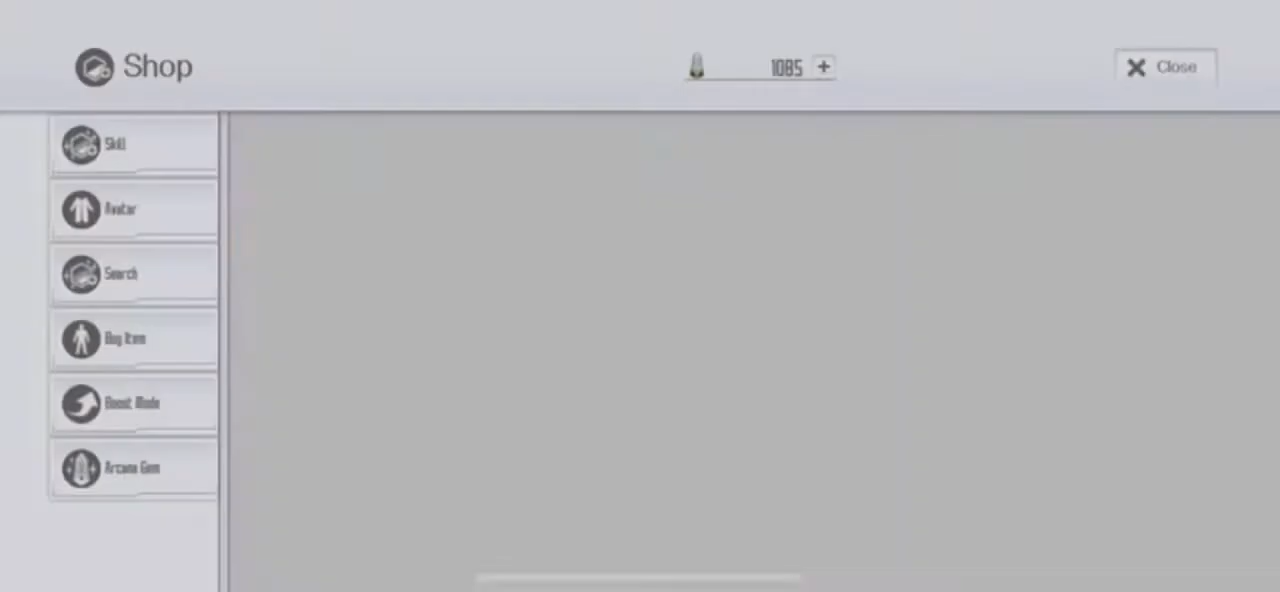 Shop
1085 +
Close
Skill
Avatar
Search
Buy Item
Boost Mode
Arcana Gem